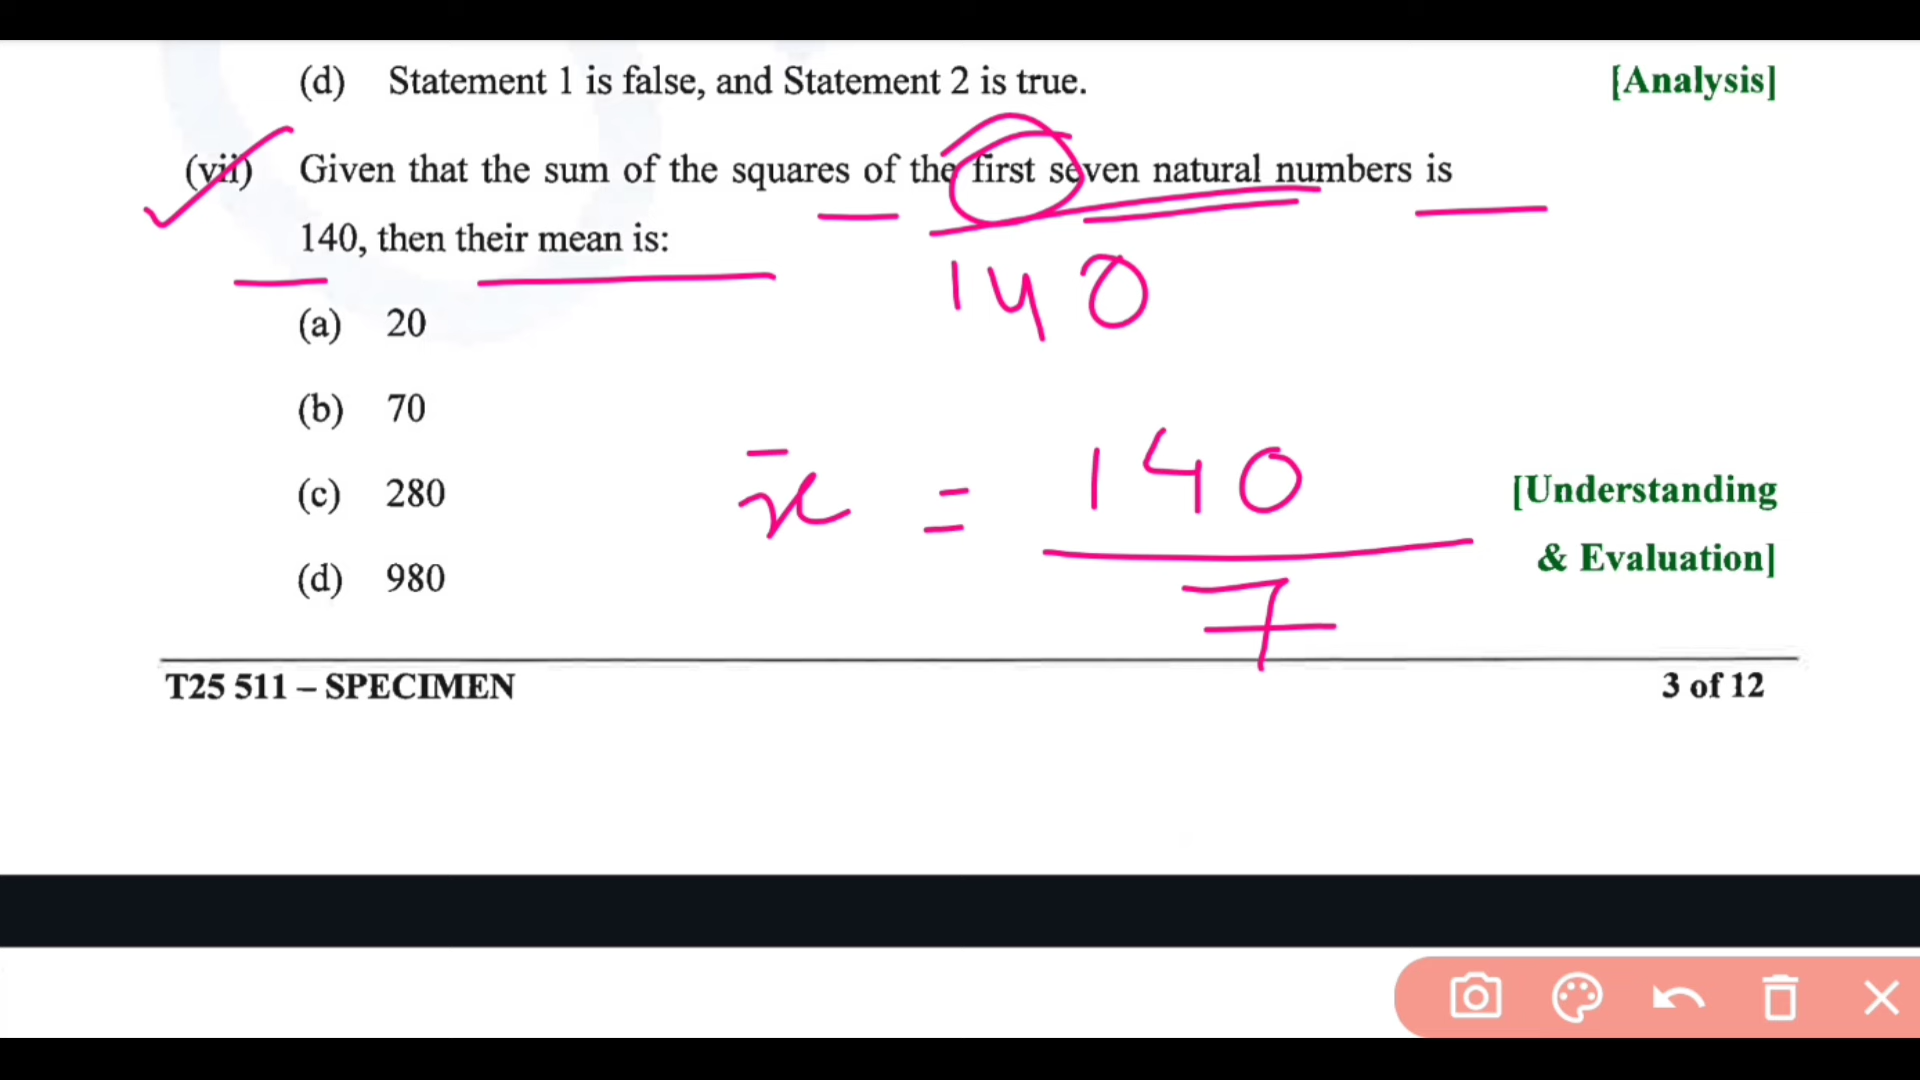 (d) Statement 1 is false, and Statement 2 is true. [Analysis]
(vii) Given that the sum of the squares of the first seven natural numbers is
140, then their mean is:
140
(a) 20
(b) 70
(c) 280
(d) 980
x̄ = 140
7
[Understanding
& Evaluation]
T25 511 – SPECIMEN 3 of 12